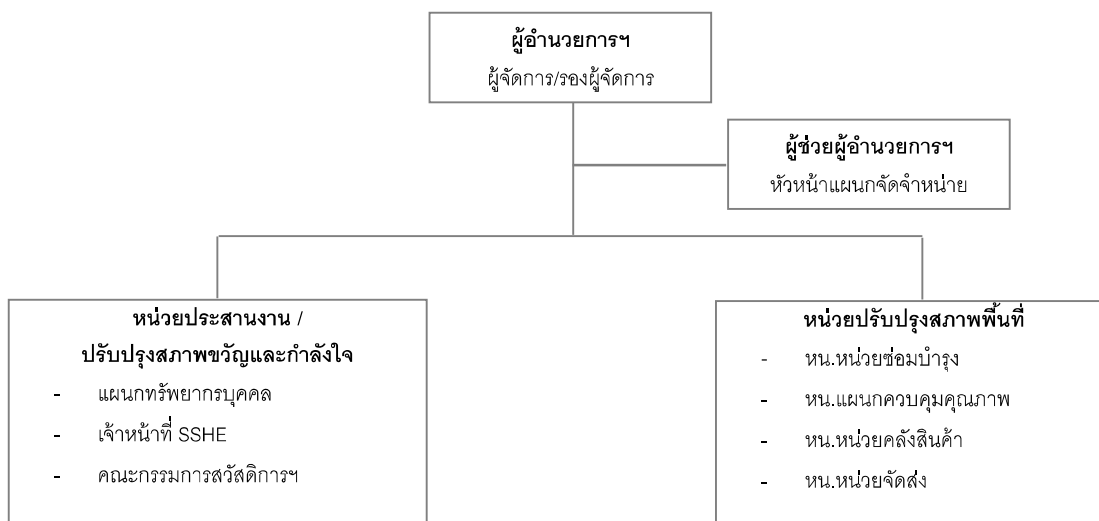 ผู้อำนวยการฯ
ผู้จัดการ/รองผู้จัดการ
ผู้ช่วยผู้อำนวยการฯ
หัวหน้าแผนกจัดจำหน่าย
หน่วยประสานงาน /
ปรับปรุงสภาพขวัญและกำลังใจ
- แผนกทรัพยากรบุคคล
- เจ้าหน้าที่ SSHE
- คณะกรรมการสวัสดิการฯ
หน่วยปรับปรุงสภาพพื้นที่
- หน.หน่วยซ่อมบำรุง
- หน.แผนกควบคุมคุณภาพ
- หน.หน่วยคลังสินค้า
- หน.หน่วยจัดส่ง